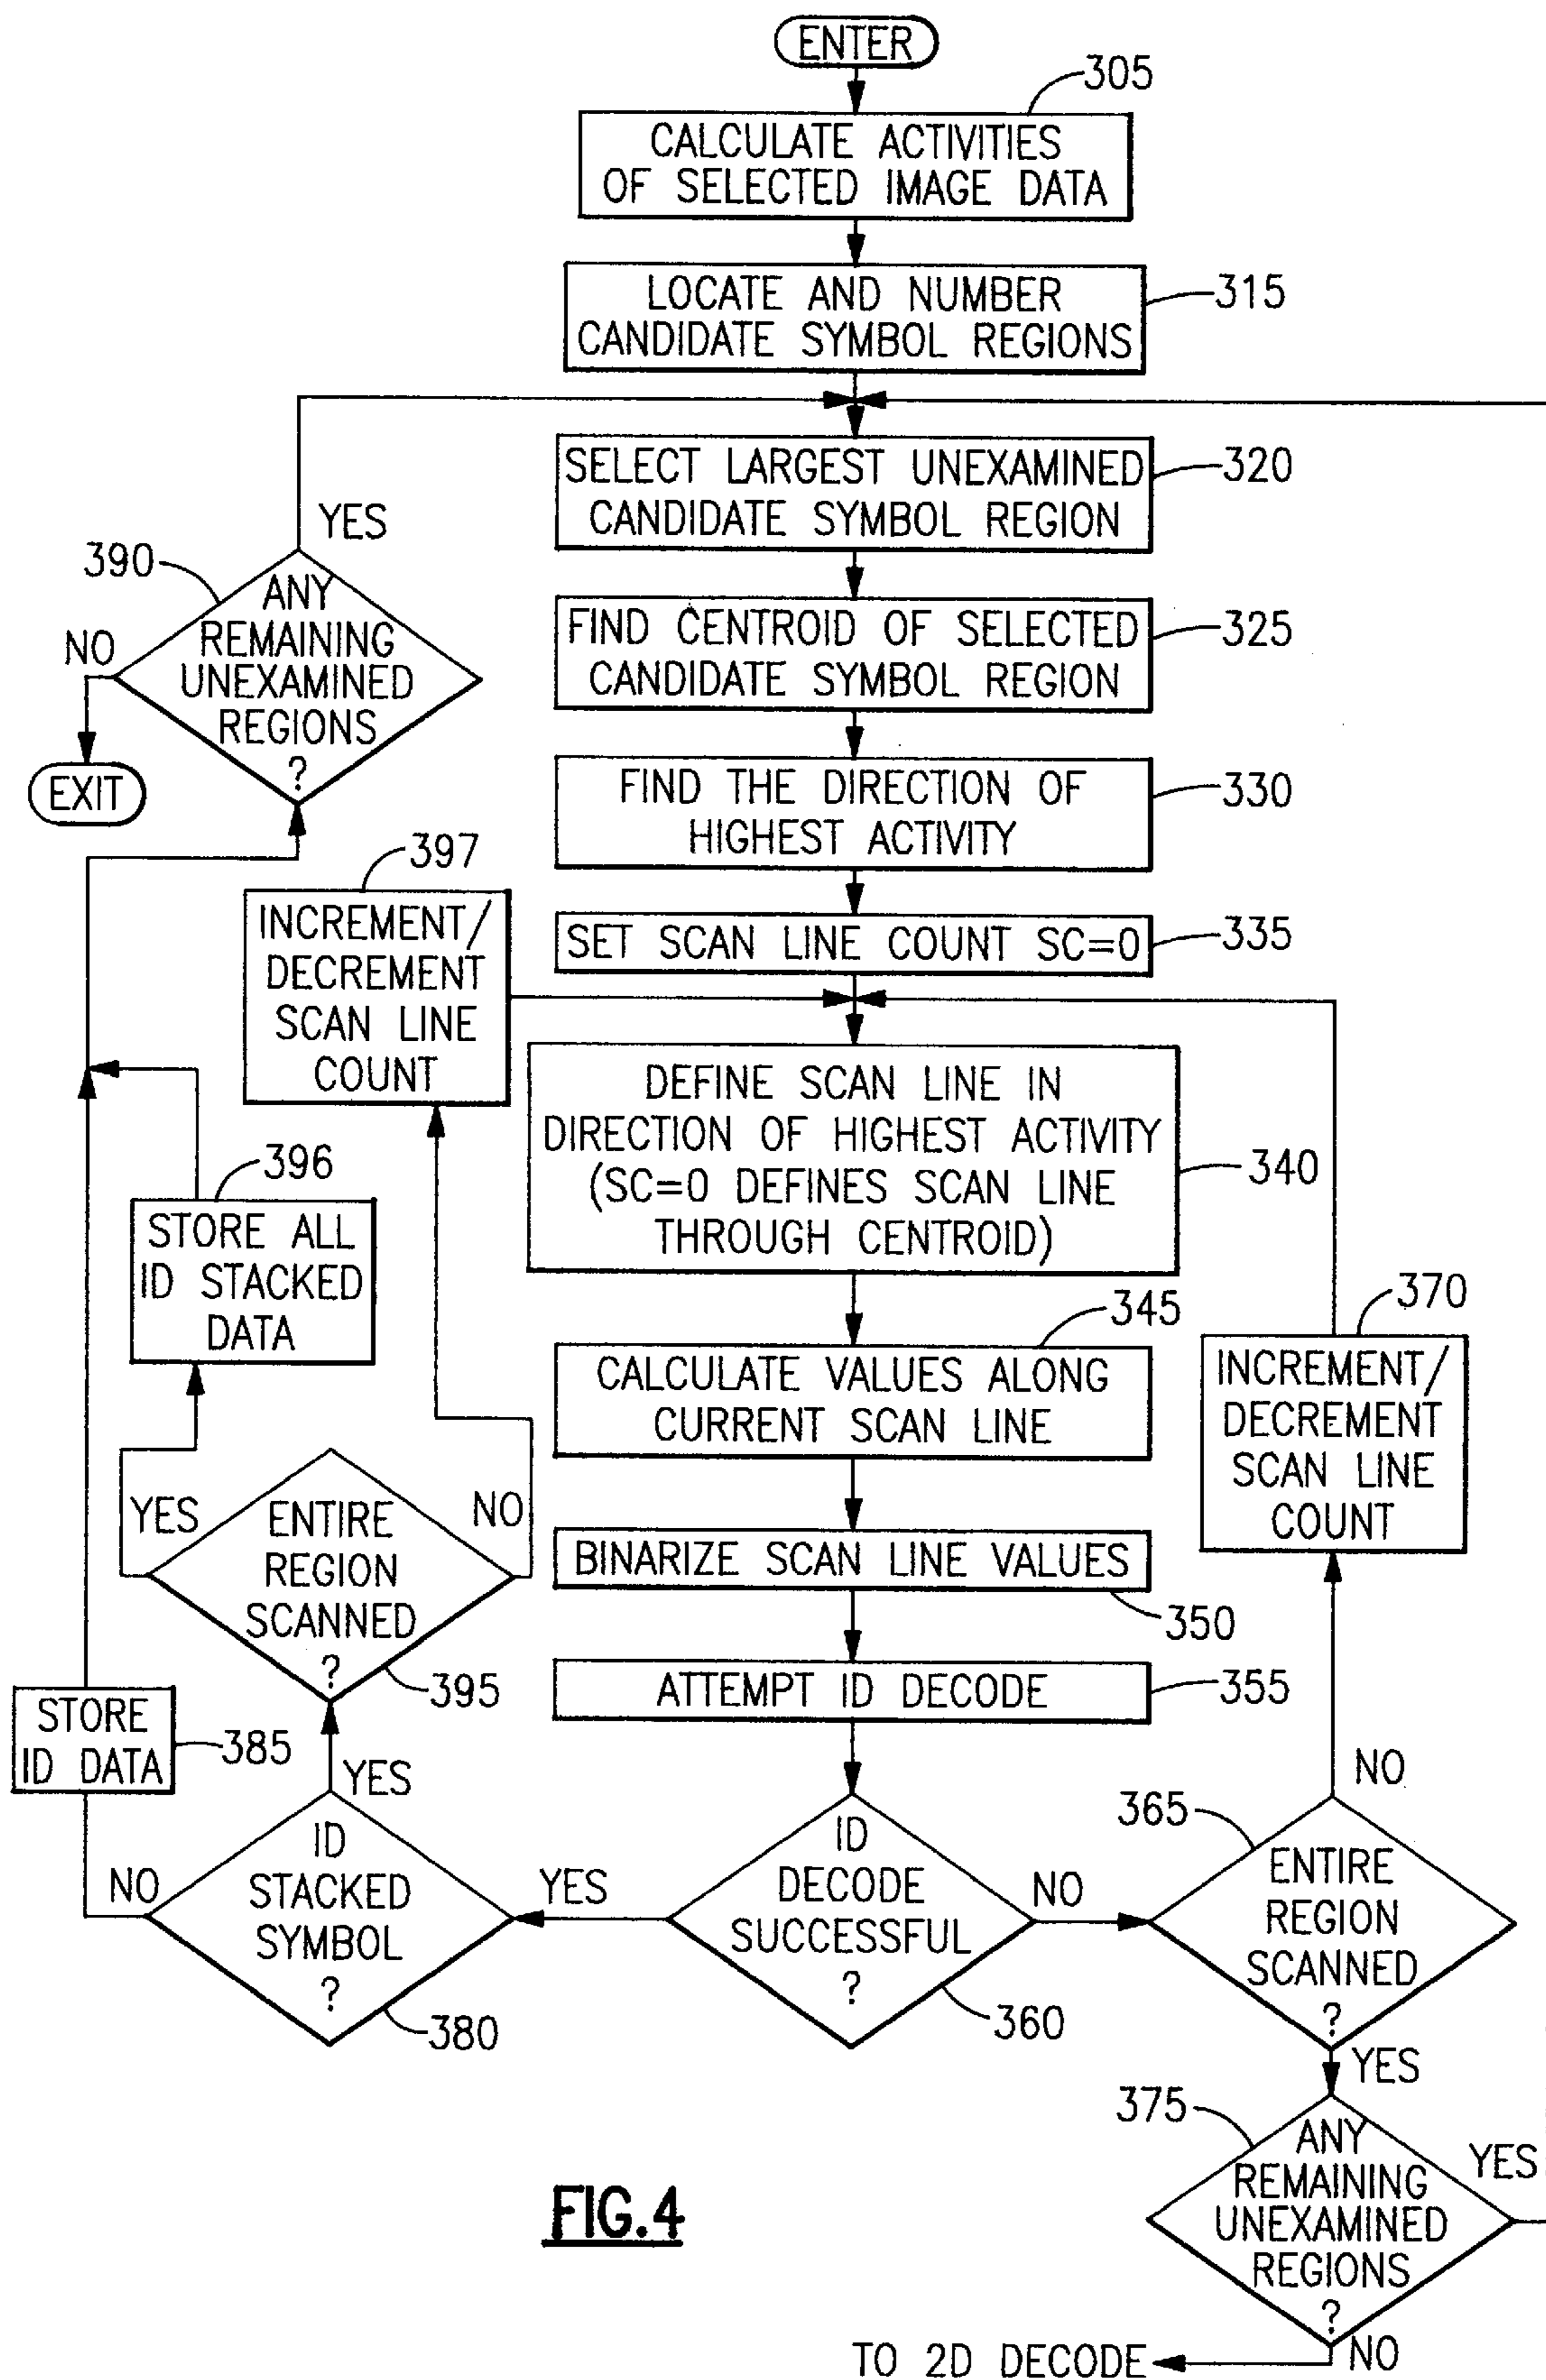 ENTER
305
CALCULATE ACTIVITIES
OF SELECTED IMAGE DATA
LOCATE AND NUMBER
CANDIDATE SYMBOL REGIONS
315
SELECT LARGEST UNEXAMINED
CANDIDATE SYMBOL REGION
320
YES
390
ANY
REMAINING
UNEXAMINED
REGIONS
?
NO
EXIT
FIND CENTROID OF SELECTED
CANDIDATE SYMBOL REGION
325
FIND THE DIRECTION OF
HIGHEST ACTIVITY
330
397
INCREMENT/
DECREMENT
SCAN LINE
COUNT
SET SCAN LINE COUNT SC=0
335
DEFINE SCAN LINE IN
DIRECTION OF HIGHEST ACTIVITY
(SC=0 DEFINES SCAN LINE
THROUGH CENTROID)
340
396
STORE ALL
ID STACKED
DATA
345
CALCULATE VALUES ALONG
CURRENT SCAN LINE
370
INCREMENT/
DECREMENT
SCAN LINE
COUNT
YES
ENTIRE
REGION
SCANNED
?
NO
395
BINARIZE SCAN LINE VALUES
350
ATTEMPT ID DECODE
355
STORE
ID DATA
385
YES
ID
STACKED
SYMBOL
?
NO
380
YES
ID
DECODE
SUCCESSFUL
?
NO
360
NO
365
ENTIRE
REGION
SCANNED
?
YES
375
ANY
REMAINING
UNEXAMINED
REGIONS
?
YES
NO
TO 2D DECODE
FIG.4